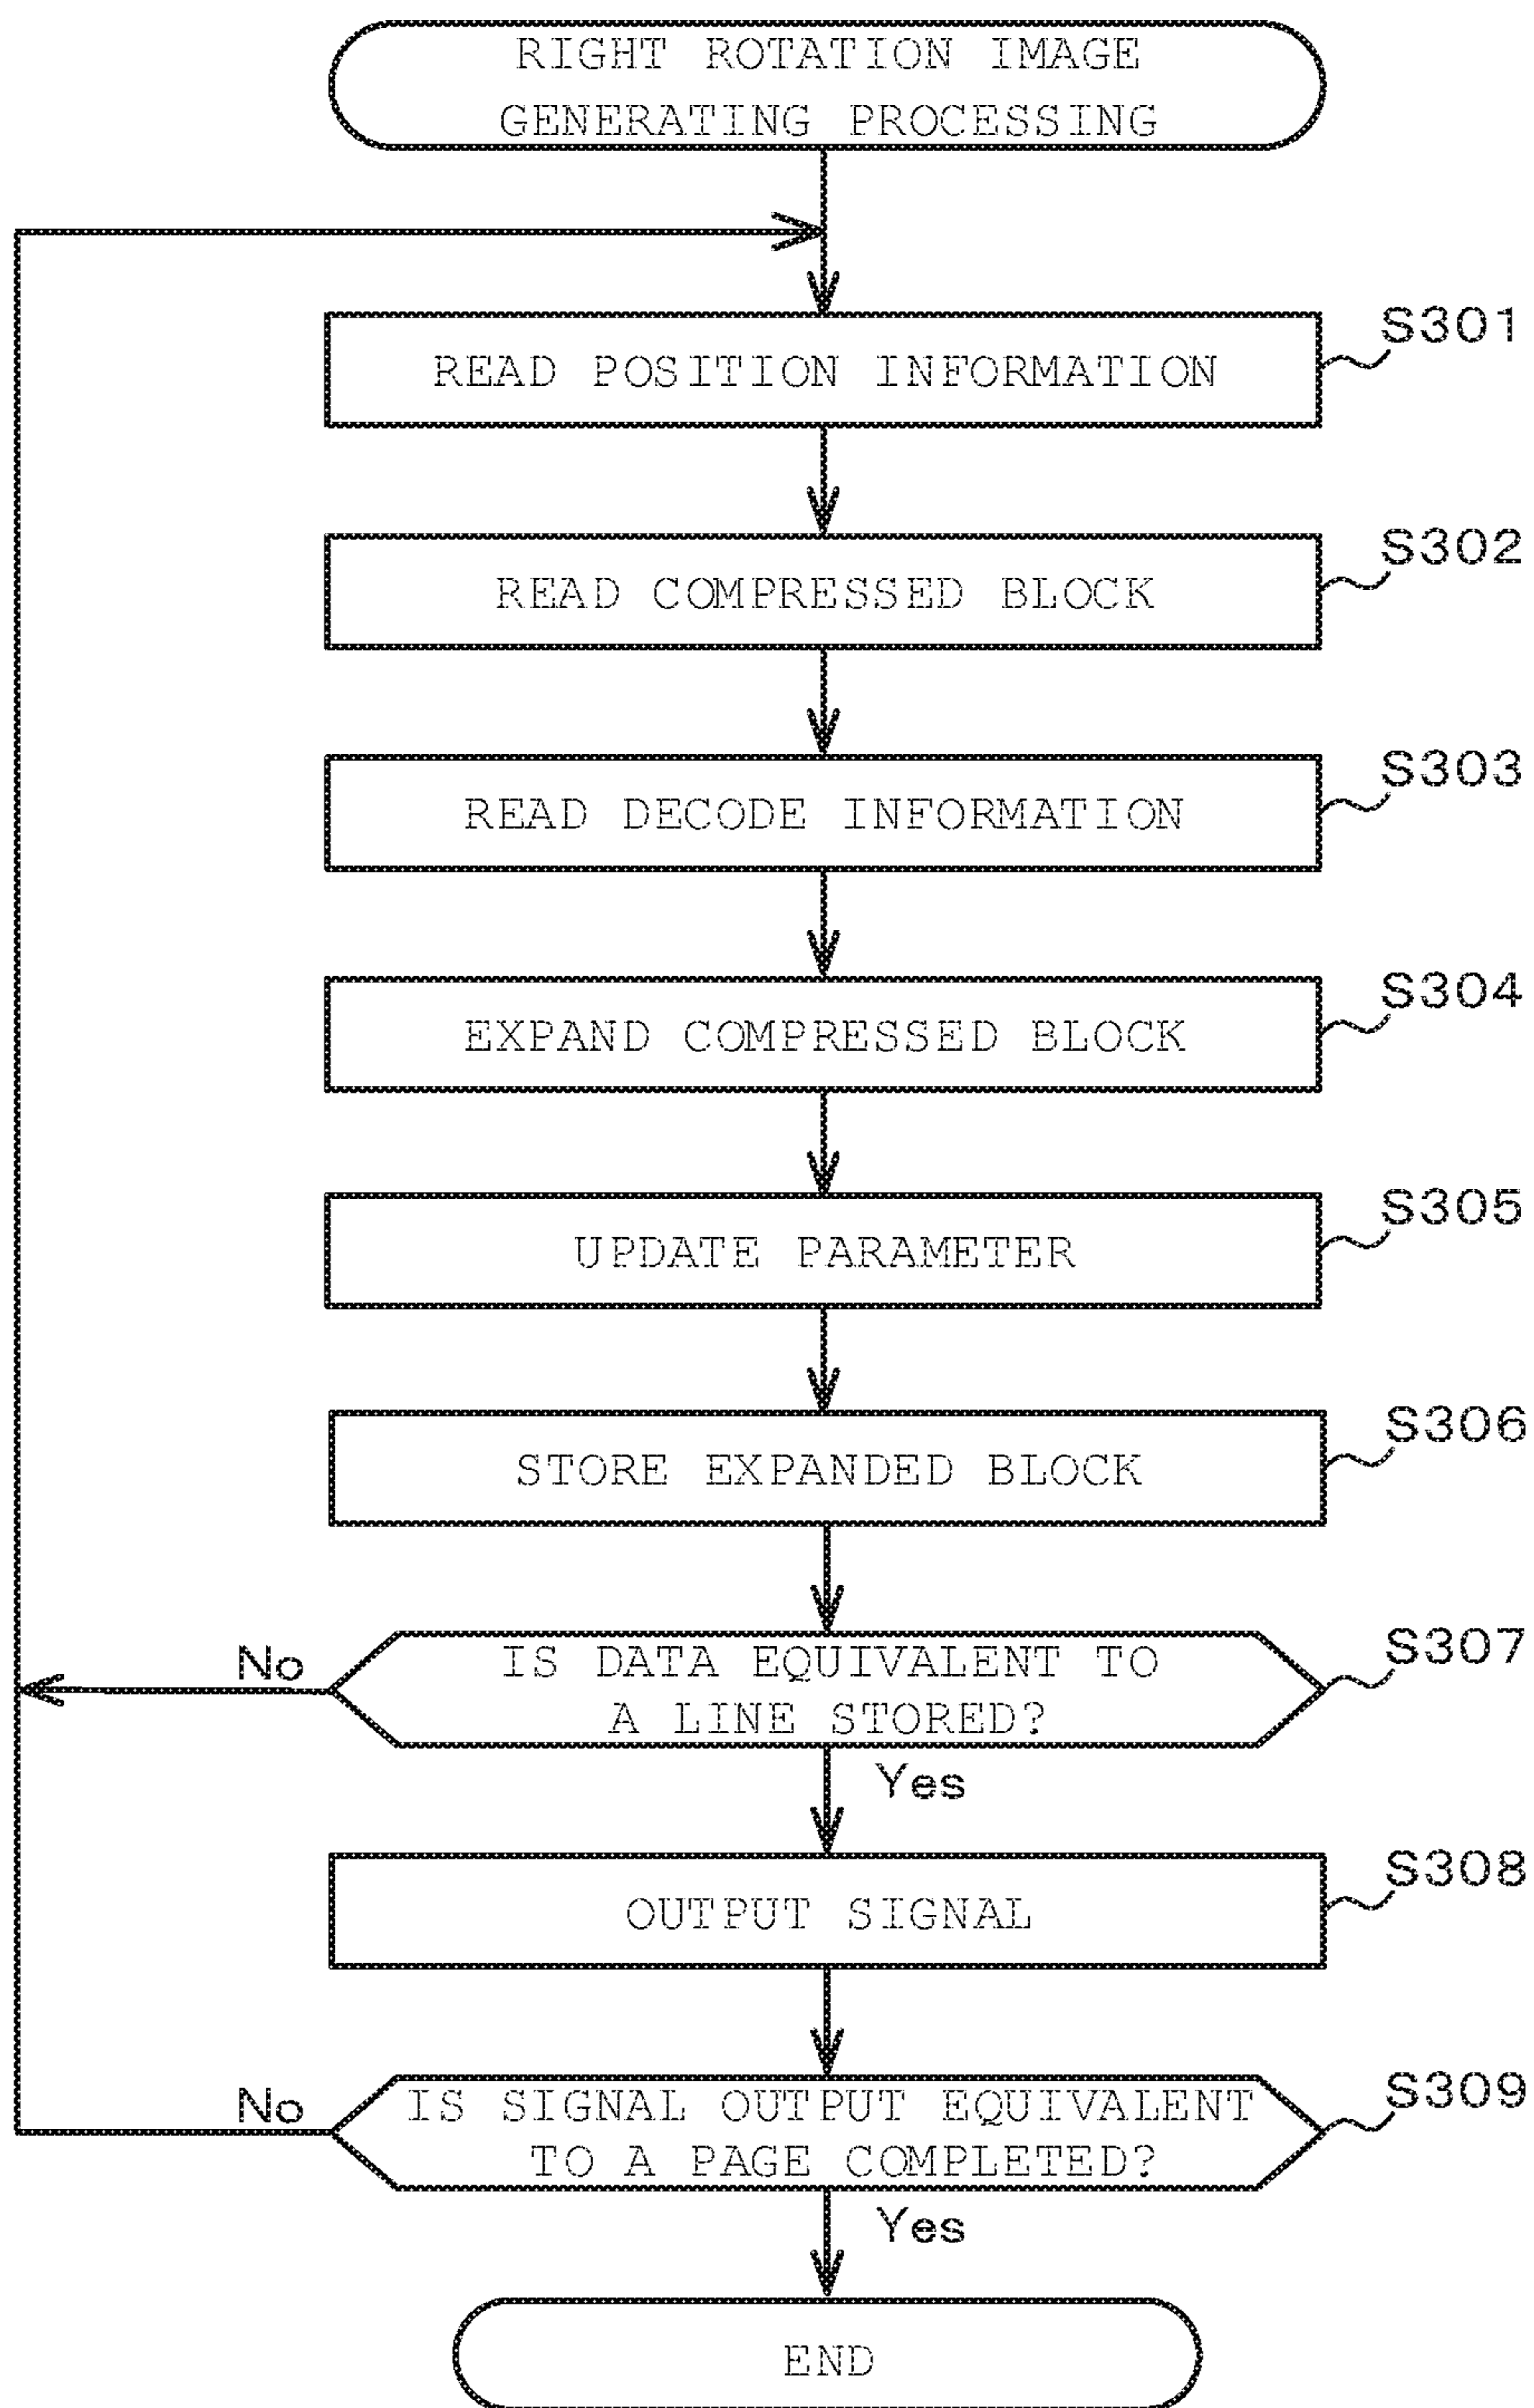 RIGHT ROTATION IMAGE
GENERATING PROCESSING
S301
READ POSITION INFORMATION
S302
READ COMPRESSED BLOCK
S303
READ DECODE INFORMATION
S304
EXPAND COMPRESSED BLOCK
S305
UPDATE PARAMETER
S306
STORE EXPANDED BLOCK
S307
No
IS DATA EQUIVALENT TO
A LINE STORED?
Yes
S308
OUTPUT SIGNAL
S309
No
IS SIGNAL OUTPUT EQUIVALENT
TO A PAGE COMPLETED?
Yes
END